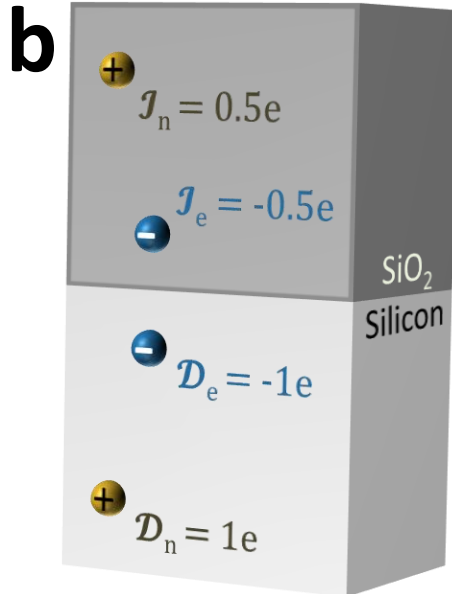 b
+
𝓘ₙ = 0.5e
𝓘ₑ = -0.5e
-
SiO₂
Silicon
-
𝓓ₑ = -1e
+
𝓓ₙ = 1e